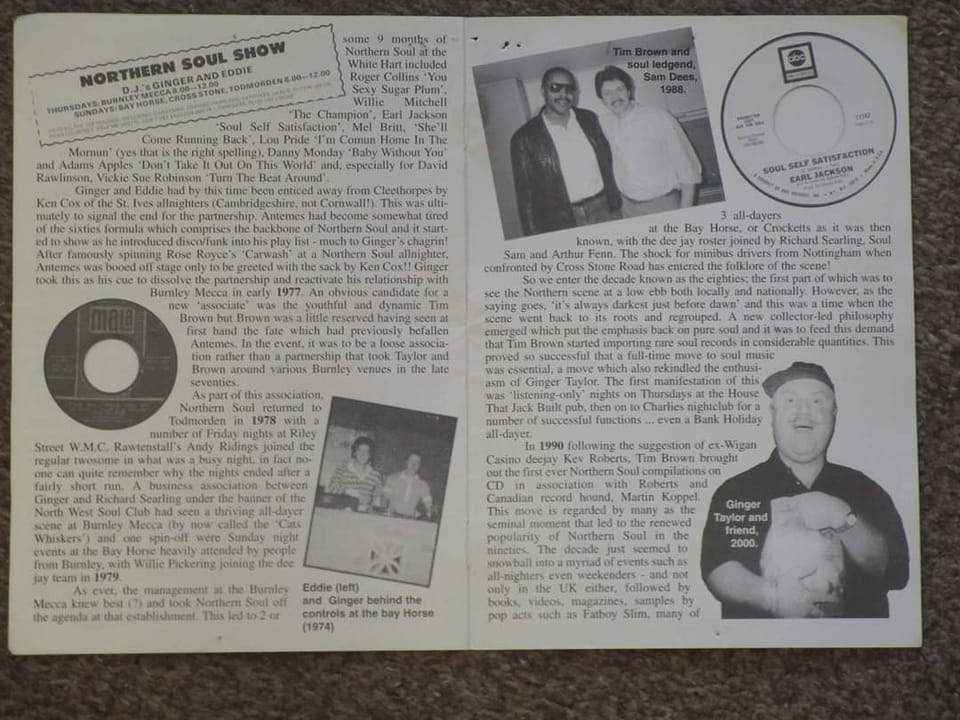 NORTHERN SOUL SHOW
D.J.'s GINGER AND EDDIE
THURSDAYS: BURNLEY MECCA 8.00–12.00
SUNDAYS: BAY HORSE, CROSS STONE, TODMORDEN 8.00–12.00
some 9 months of
Northern Soul at the
White Hart included
Roger Collins 'You
Sexy Sugar Plum',
Willie Mitchell
'The Champion', Earl Jackson
'Soul Self Satisfaction', Mel Britt, 'She'll
Come Running Back', Lou Pride 'I'm Comun Home In The
Mornun' (yes that is the right spelling), Danny Monday 'Baby Without You'
and Adams Apples 'Don't Take It Out On This World' and, especially for David
Rawlinson, Vickie Sue Robinson 'Turn The Beat Around'.
Ginger and Eddie had by this time been enticed away from Cleethorpes by
Ken Cox of the St. Ives allnighters (Cambridgeshire, not Cornwall!). This was ulti-
mately to signal the end for the partnership. Antemes had become somewhat tired
of the sixties formula which comprises the backbone of Northern Soul and it start-
ed to show as he introduced disco/funk into his play list - much to Ginger's chagrin!
After famously spinning Rose Royce's 'Carwash' at a Northern Soul allnighter,
Antemes was booed off stage only to be greeted with the sack by Ken Cox!! Ginger
took this as his cue to dissolve the partnership and reactivate his relationship with
Burnley Mecca in early 1977. An obvious candidate for a
new 'associate' was the youthful and dynamic Tim
Brown but Brown was a little reserved having seen at
first hand the fate which had previously befallen
Antemes. In the event, it was to be a loose associa-
tion rather than a partnership that took Taylor and
Brown around various Burnley venues in the late
seventies.
mala
As part of this association,
Northern Soul returned to
Todmorden in 1978 with a
number of Friday nights at Riley
Street W.M.C. Rawtenstall's Andy Ridings joined the
regular twosome in what was a busy night, in fact no-
one can quite remember why the nights ended after a
fairly short run. A business association between
Ginger and Richard Searling under the banner of the
North West Soul Club had seen a thriving all-dayer
scene at Burnley Mecca (by now called the 'Cats
Whiskers') and one spin-off were Sunday night
events at the Bay Horse heavily attended by people
from Burnley, with Willie Pickering joining the dee
jay team in 1979.
As ever, the management at the Burnley
Mecca knew best (?) and took Northern Soul off
the agenda at that establishment. This led to 2 or
Eddie (left)
and Ginger behind the
controls at the bay Horse
(1974)
Tim Brown and
soul ledgend,
Sam Dees,
1988.
abc
SOUL SELF SATISFACTION
EARL JACKSON
3 all-dayers
at the Bay Horse, or Crocketts as it was then
known, with the dee jay roster joined by Richard Searling, Soul
Sam and Arthur Fenn. The shock for minibus drivers from Nottingham when
confronted by Cross Stone Road has entered the folklore of the scene!
So we enter the decade known as the eighties; the first part of which was to
see the Northern scene at a low ebb both locally and nationally. However, as the
saying goes, 'it's always darkest just before dawn' and this was a time when the
scene went back to its roots and regrouped. A new collector-led philosophy
emerged which put the emphasis back on pure soul and it was to feed this demand
that Tim Brown started importing rare soul records in considerable quantities. This
proved so successful that a full-time move to soul music
was essential, a move which also rekindled the enthusi-
asm of Ginger Taylor. The first manifestation of this
was 'listening-only' nights on Thursdays at the House
That Jack Built pub, then on to Charlies nightclub for a
number of successful functions ... even a Bank Holiday
all-dayer.
In 1990 following the suggestion of ex-Wigan
Casino deejay Kev Roberts, Tim Brown brought
out the first ever Northern Soul compilations on
CD in association with Roberts and
Canadian record hound, Martin Koppel.
This move is regarded by many as the
seminal moment that led to the renewed
popularity of Northern Soul in the
nineties. The decade just seemed to
snowball into a myriad of events such as
all-nighters even weekenders - and not
only in the UK either, followed by
books, videos, magazines, samples by
pop acts such as Fatboy Slim, many of
Ginger
Taylor and
friend,
2000.